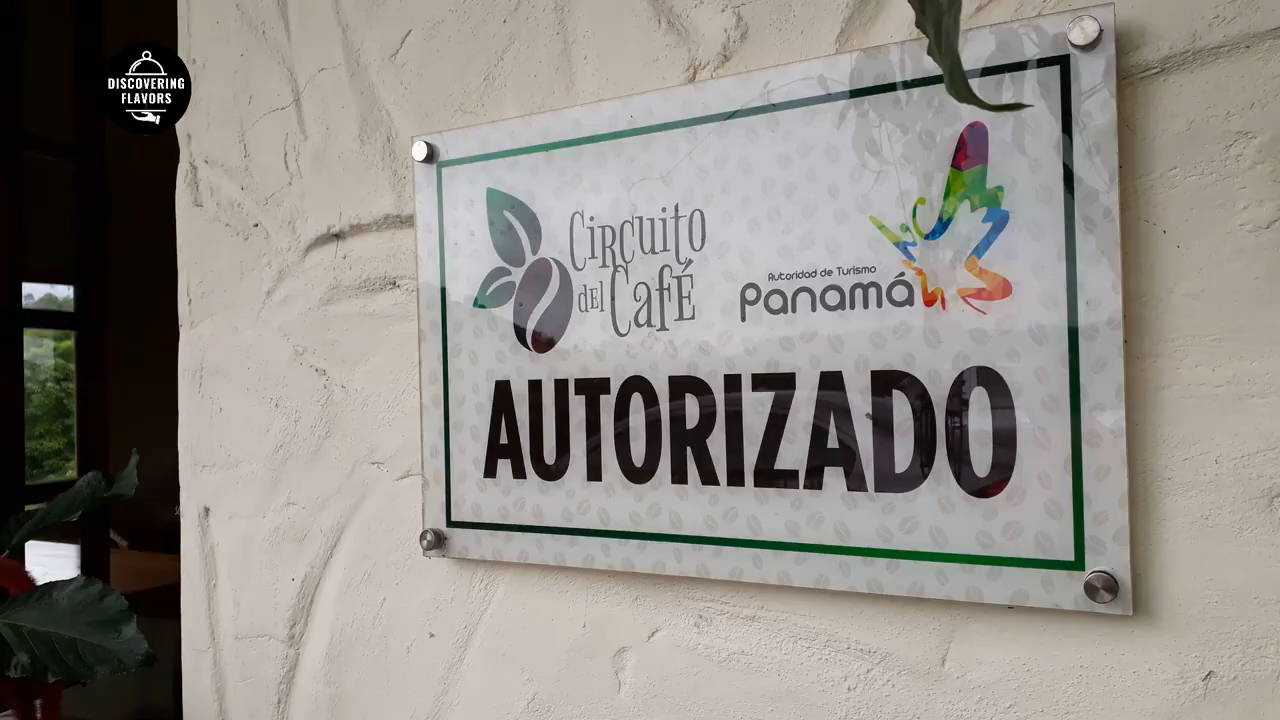 DISCOVERING
FLAVORS
Circuito
del Café
Autoridad de Turismo
Panamá
AUTORIZADO